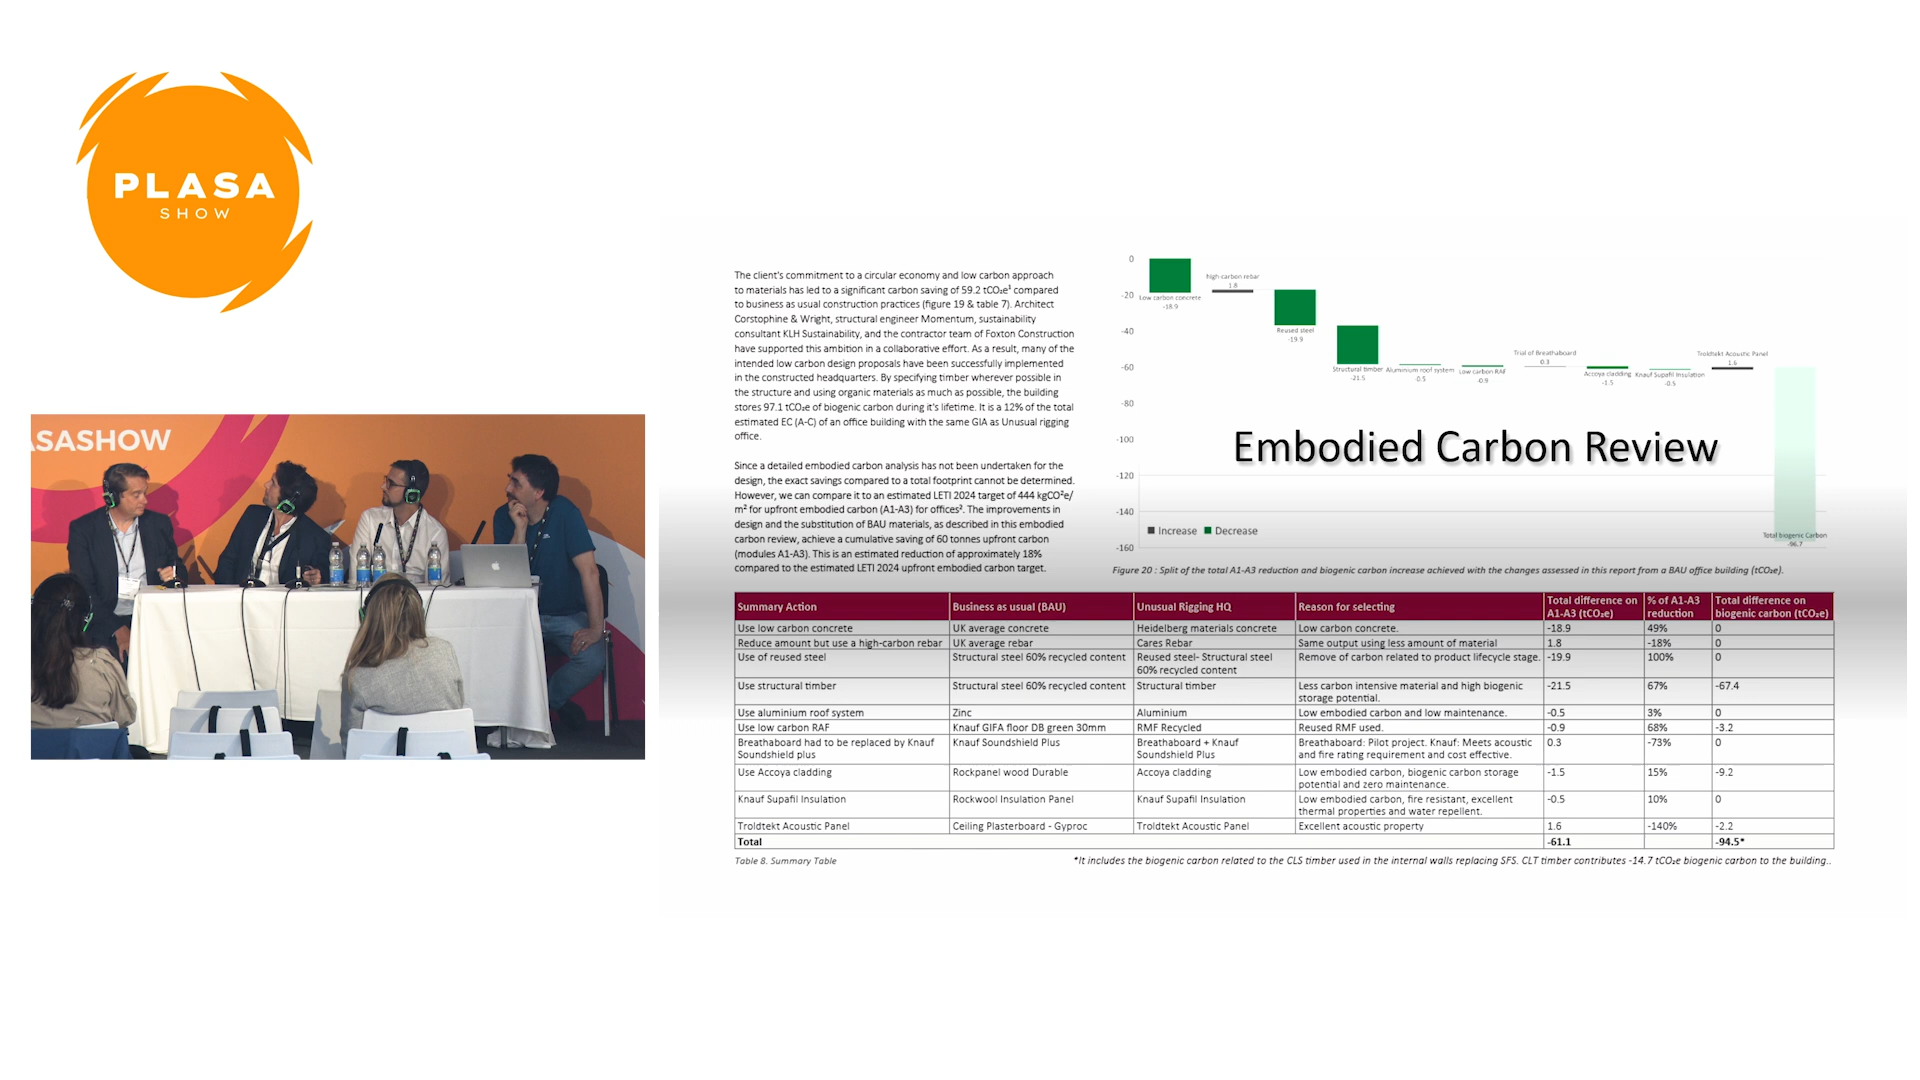 PLASA
SHOW
ASASHOW
The client's commitment to a circular economy and low carbon approach
to materials has led to a significant carbon saving of 59.2 tCO₂e¹ compared
to business as usual construction practices (figure 19 & table 7). Architect
Corstophine & Wright, structural engineer Momentum, sustainability
consultant KLH Sustainability, and the contractor team of Foxton Construction
have supported this ambition in a collaborative effort. As a result, many of the
intended low carbon design proposals have been successfully implemented
in the constructed headquarters. By specifying timber wherever possible in
the structure and using organic materials as much as possible, the building
stores 97.1 tCO₂e of biogenic carbon during it's lifetime. It is a 12% of the total
estimated EC (A-C) of an office building with the same GIA as Unusual rigging
office.
Since a detailed embodied carbon analysis has not been undertaken for the
design, the exact savings compared to a total footprint cannot be determined.
However, we can compare it to an estimated LETI 2024 target of 444 kgCO²e/
m² for upfront embodied carbon (A1-A3) for offices². The improvements in
design and the substitution of BAU materials, as described in this embodied
carbon review, achieve a cumulative saving of 60 tonnes upfront carbon
(modules A1-A3). This is an estimated reduction of approximately 18%
compared to the estimated LETI 2024 upfront embodied carbon target.
0
-20
-40
-60
-80
-100
-120
-140
-160
Low carbon concrete
-18.9
high carbon rebar
1.8
Reused steel
-19.9
Structural timber
-21.5
Aluminium roof system
-0.5
Low carbon RAF
-0.9
Trial of Breathaboard
0.3
Accoya cladding
-1.5
Knauf Supafil Insulation
-0.5
Troldtekt Acoustic Panel
1.6
Total biogenic Carbon
-96.7
Embodied Carbon Review
Increase Decrease
Figure 20 : Split of the total A1-A3 reduction and biogenic carbon increase achieved with the changes assessed in this report from a BAU office building (tCO₂e).
Summary Action Business as usual (BAU) Unusual Rigging HQ Reason for selecting Total difference on A1-A3 (tCO₂e) % of A1-A3 reduction Total difference on biogenic carbon (tCO₂e)
Use low carbon concrete UK average concrete Heidelberg materials concrete Low carbon concrete. -18.9 49% 0
Reduce amount but use a high-carbon rebar UK average rebar Cares Rebar Same output using less amount of material 1.8 -18% 0
Use of reused steel Structural steel 60% recycled content Reused steel- Structural steel 60% recycled content Remove of carbon related to product lifecycle stage. -19.9 100% 0
Use structural timber Structural steel 60% recycled content Structural timber Less carbon intensive material and high biogenic storage potential. -21.5 67% -67.4
Use aluminium roof system Zinc Aluminium Low embodied carbon and low maintenance. -0.5 3% 0
Use low carbon RAF Knauf GIFA floor DB green 30mm RMF Recycled Reused RMF used. -0.9 68% -3.2
Breathaboard had to be replaced by Knauf Soundshield plus Knauf Soundshield Plus Breathaboard + Knauf Soundshield Plus Breathaboard: Pilot project. Knauf: Meets acoustic and fire rating requirement and cost effective. 0.3 -73% 0
Use Accoya cladding Rockpanel wood Durable Accoya cladding Low embodied carbon, biogenic carbon storage potential and zero maintenance. -1.5 15% -9.2
Knauf Supafil Insulation Rockwool Insulation Panel Knauf Supafil Insulation Low embodied carbon, fire resistant, excellent thermal properties and water repellent. -0.5 10% 0
Troldtekt Acoustic Panel Ceiling Plasterboard - Gyproc Troldtekt Acoustic Panel Excellent acoustic property 1.6 -140% -2.2
Total -61.1 -94.5*
Table 8. Summary Table
*It includes the biogenic carbon related to the CLS timber used in the internal walls replacing SFS. CLT timber contributes -14.7 tCO₂e biogenic carbon to the building..